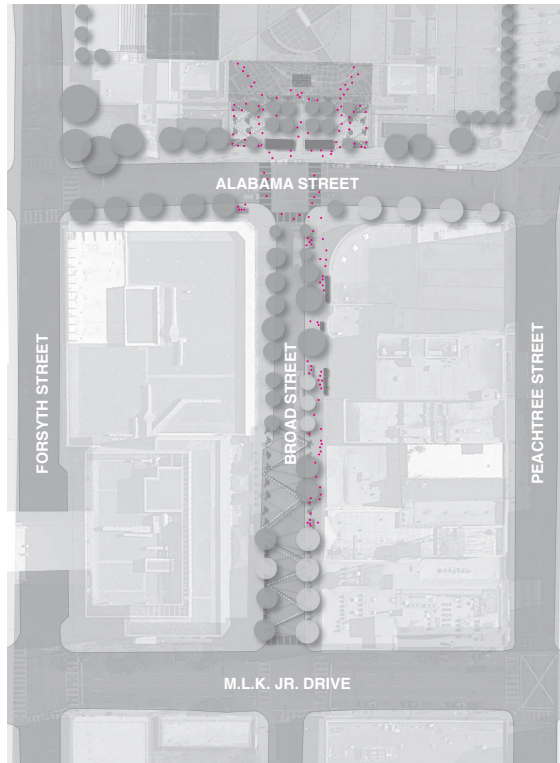 ALABAMA STREET
FORSYTH STREET
BROAD STREET
PEACHTREE STREET
M.L.K. JR. DRIVE